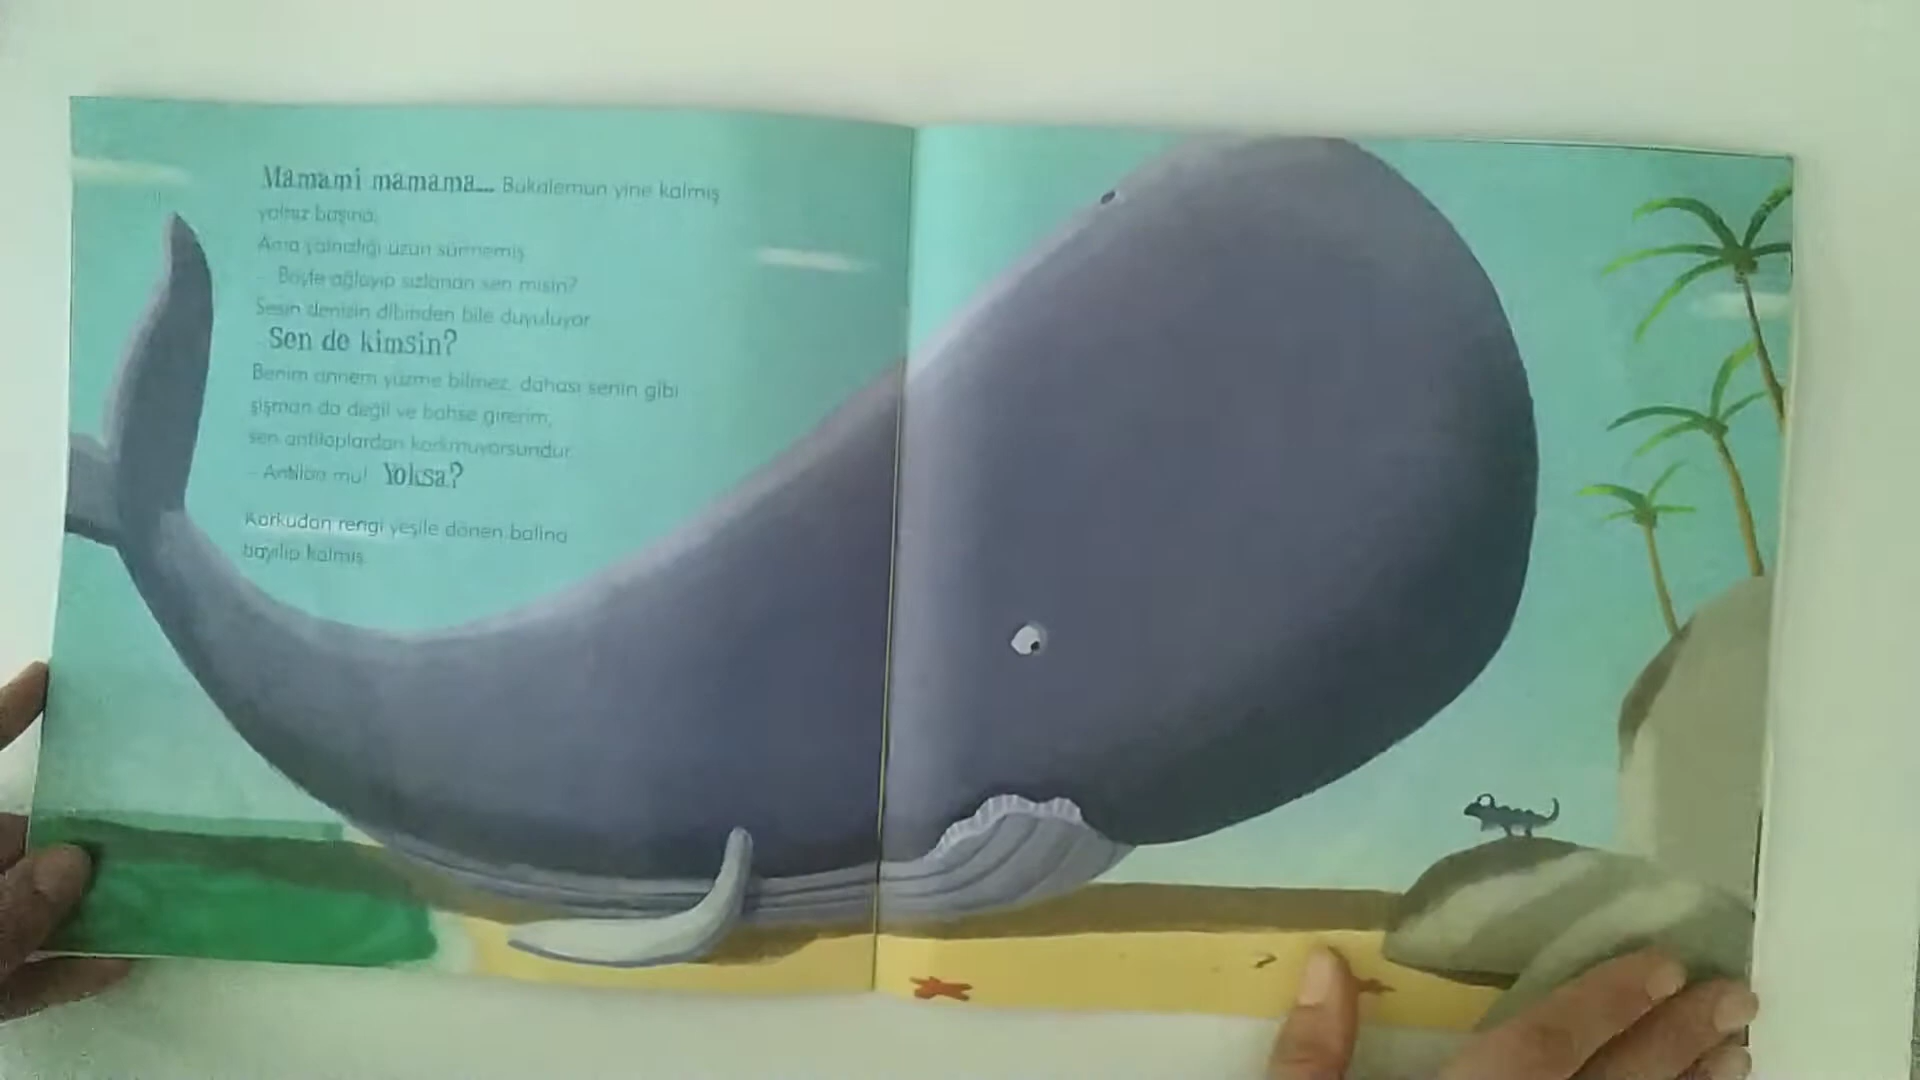 Mamami mamama... Bukalemun yine kalmış
yalnız başına.
Ama yalnızlığı uzun sürmemiş.
- Böyle ağlayıp sızlanan sen misin?
Sesin denizin dibinden bile duyuluyor.
Sen de kimsin?
Benim annem yüzme bilmez, dahası senin gibi
şişman da değil ve bahse girerim,
sen antiloplardan korkmuyorsundur.
- Antilop mu! Yoksa?
Korkudan rengi yeşile dönen balina
bayılıp kalmış.